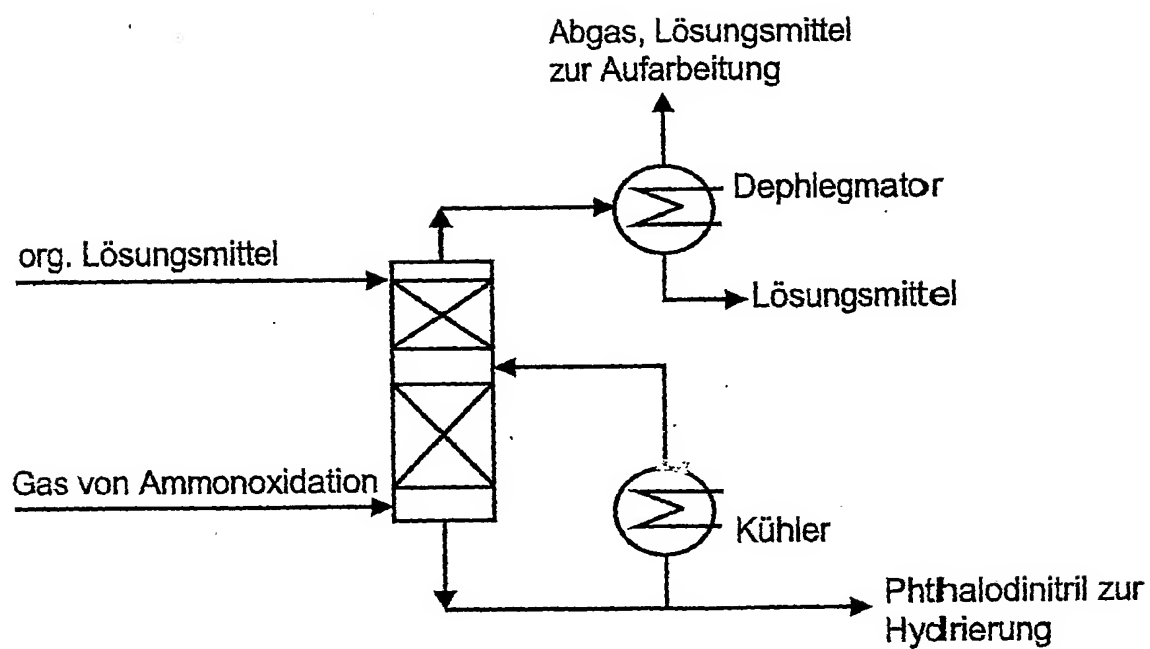 Abgas, Lösungsmittel
zur Aufarbeitung
Dephlegmator
org. Lösungsmittel
Lösungsmittel
Gas von Ammonoxidation
Kühler
Phthalodinitril zur
Hydrierung